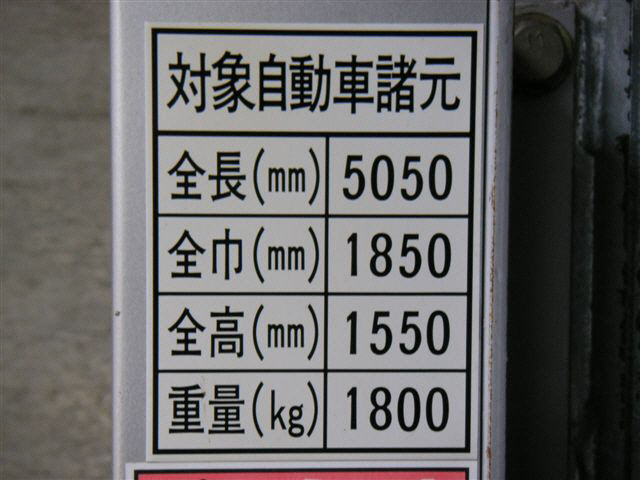 対象自動車諸元
全長(mm) 5050
全巾(mm) 1850
全高(mm) 1550
重量(kg) 1800